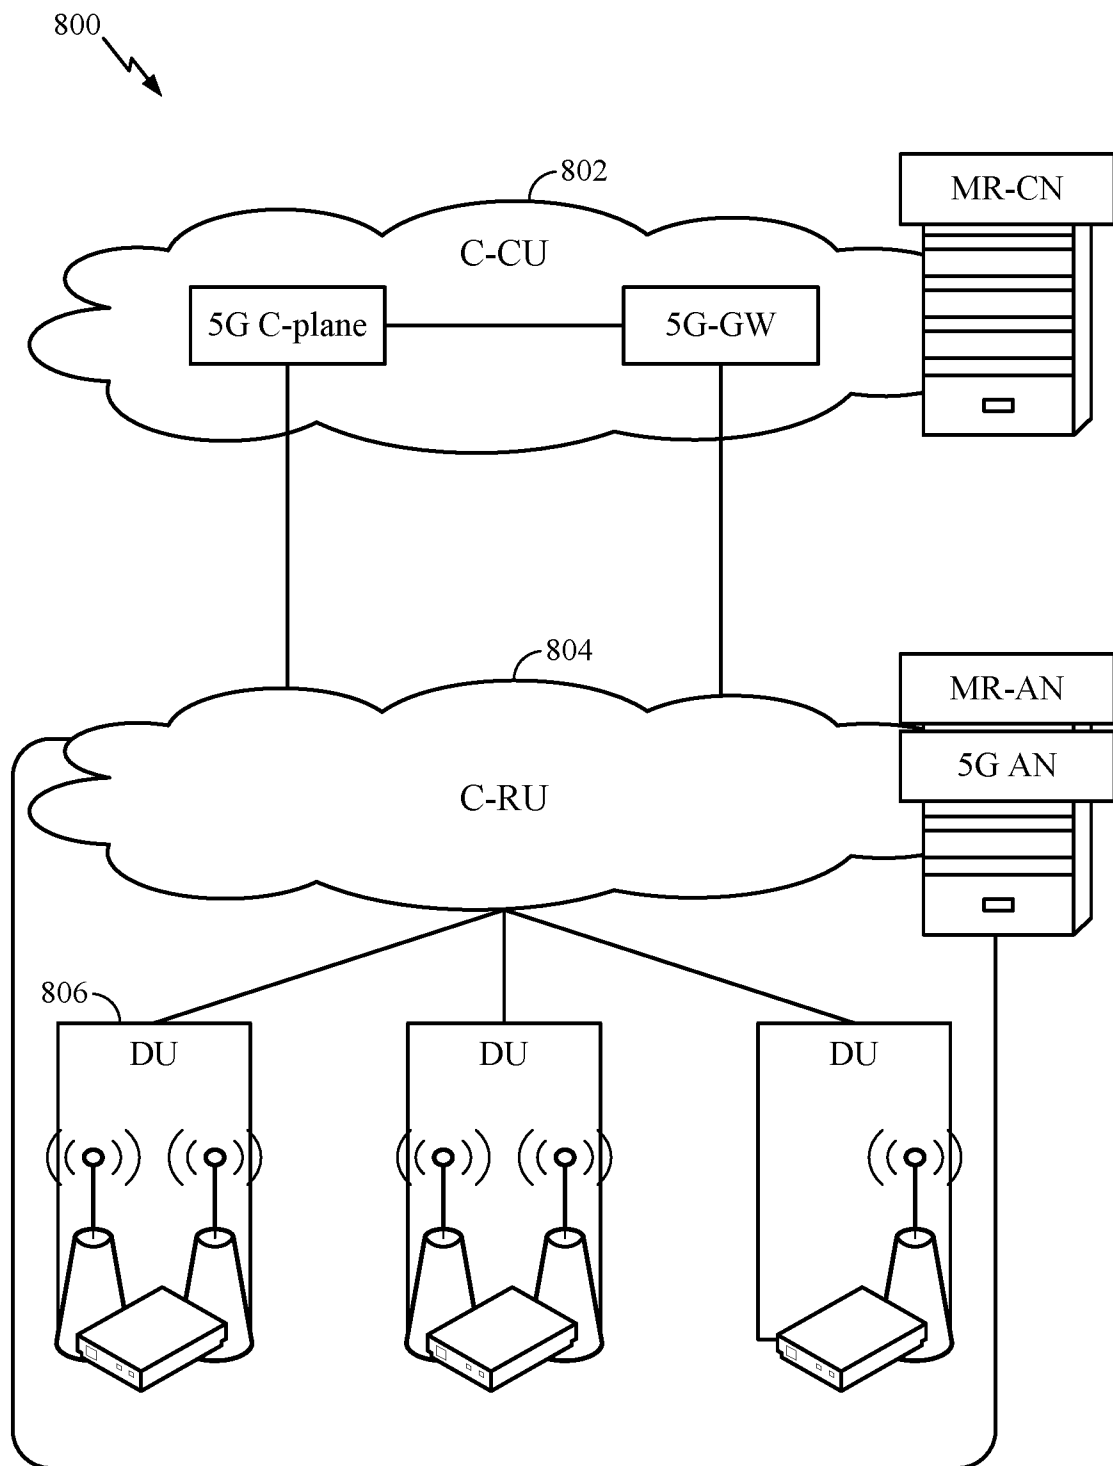 800
802
MR-CN
C-CU
5G C-plane
5G-GW
804
MR-AN
5G AN
C-RU
806
DU
DU
DU